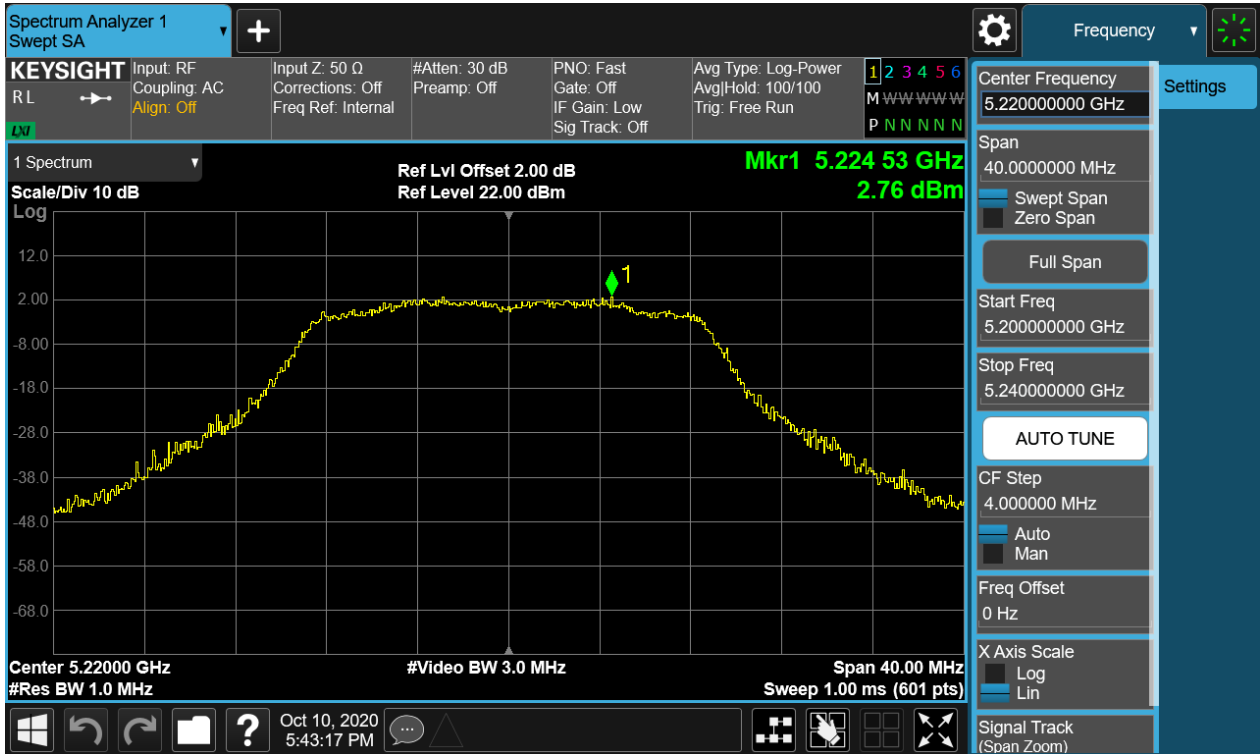 Spectrum Analyzer 1
Swept SA
+
Frequency
KEYSIGHT
R L
LXI
Input: RF
Coupling: AC
Align: Off
Input Z: 50 Ω
Corrections: Off
Freq Ref: Internal
#Atten: 30 dB
Preamp: Off
PNO: Fast
Gate: Off
IF Gain: Low
Sig Track: Off
Avg Type: Log-Power
Avg|Hold: 100/100
Trig: Free Run
1 2 3 4 5 6
M W W W W W
P N N N N N
1 Spectrum
Scale/Div 10 dB
Ref Lvl Offset 2.00 dB
Ref Level 22.00 dBm
Mkr1 5.224 53 GHz
2.76 dBm
Log
12.0
2.00
-8.00
-18.0
-28.0
-38.0
-48.0
-58.0
-68.0
1
Center 5.22000 GHz
#Res BW 1.0 MHz
#Video BW 3.0 MHz
Span 40.00 MHz
Sweep 1.00 ms (601 pts)
Center Frequency
5.220000000 GHz
Settings
Span
40.0000000 MHz
Swept Span
Zero Span
Full Span
Start Freq
5.200000000 GHz
Stop Freq
5.240000000 GHz
AUTO TUNE
CF Step
4.000000 MHz
Auto
Man
Freq Offset
0 Hz
X Axis Scale
Log
Lin
Signal Track
(Span Zoom)
?
Oct 10, 2020
5:43:17 PM